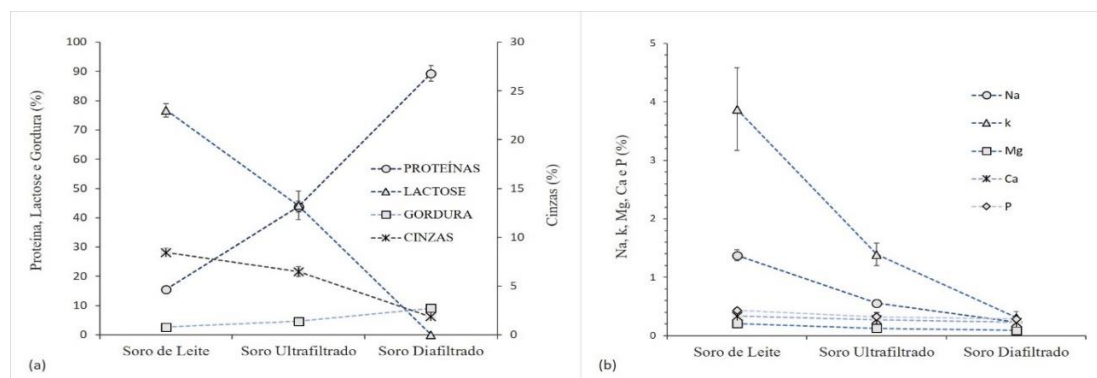 100
90
80
70
60
50
40
30
20
10
0
Proteína, Lactose e Gordura (%)
30
25
20
15
10
5
0
Cinzas (%)
PROTEÍNAS
LACTOSE
GORDURA
CINZAS
Soro de Leite
Soro Ultrafiltrado
Soro Diafiltrado
(a)
5
4
3
2
1
0
Na, k, Mg, Ca e P (%)
Na
k
Mg
Ca
P
Soro de Leite
Soro Ultrafiltrado
Soro Diafiltrado
(b)